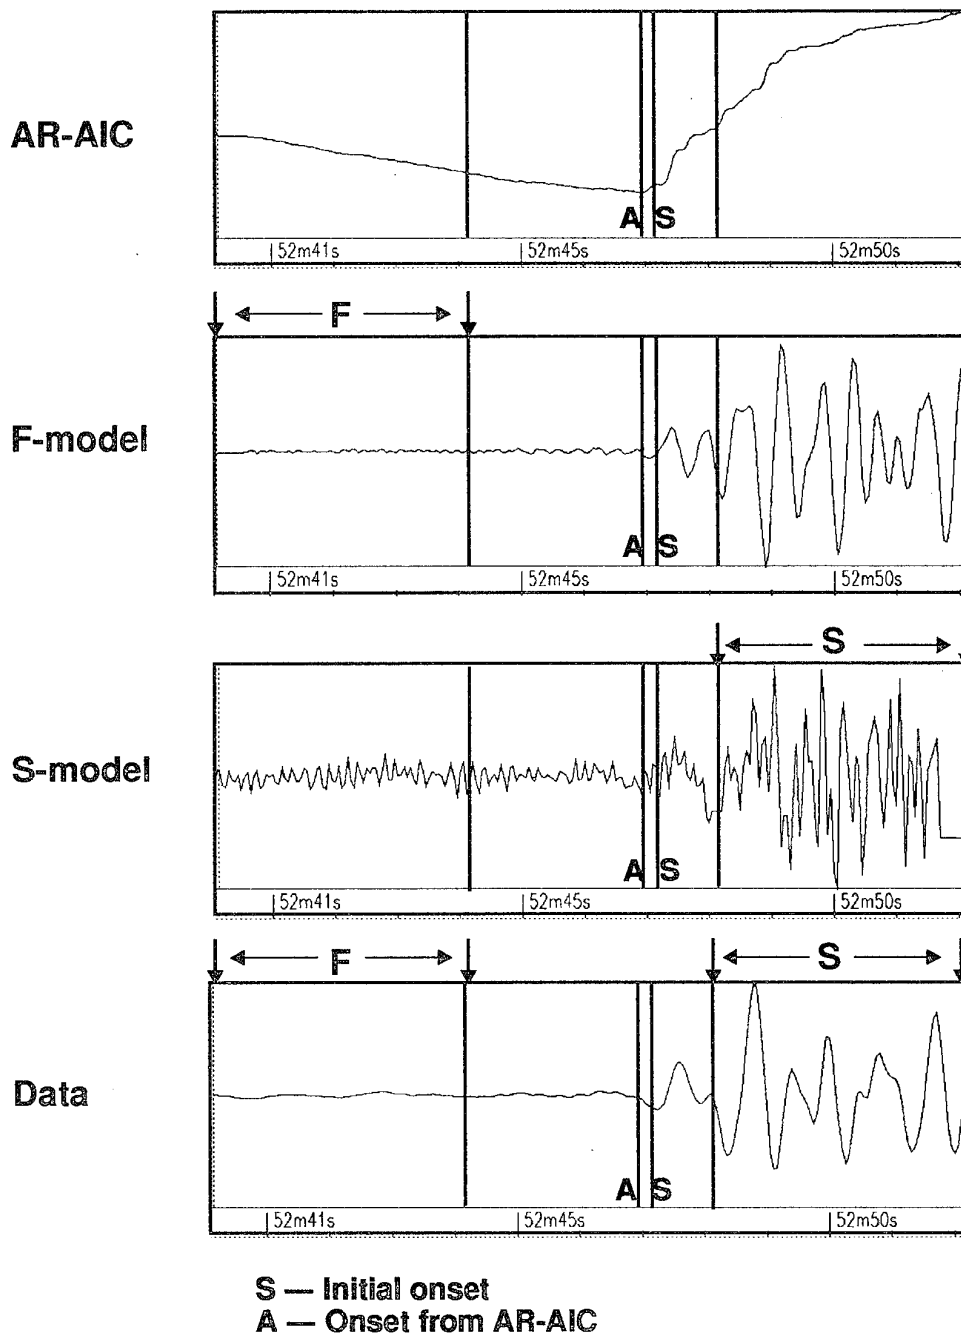 AR-AIC
A S
52m41s 52m45s 52m50s
F
F-model
A S
52m41s 52m45s 52m50s
S
S-model
A S
52m41s 52m45s 52m50s
F S
Data
A S
52m41s 52m45s 52m50s
S — Initial onset
A — Onset from AR-AIC